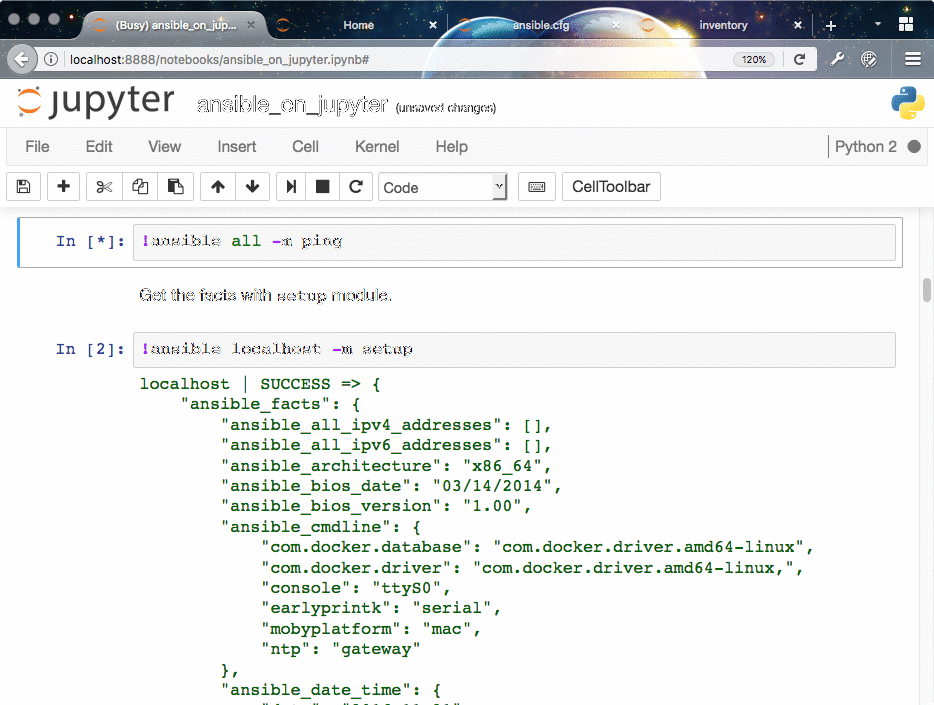 (Busy) ansible_on_jup...
Home
ansible.cfg
inventory
localhost:8888/notebooks/ansible_on_jupyter.ipynb#
120%
jupyter
ansible_on_jupyter (unsaved changes)
File Edit View Insert Cell Kernel Help
Python 2
Code
CellToolbar
In [*]: !ansible all -m ping
Get the facts with setup module.
In [2]: !ansible localhost -m setup
localhost | SUCCESS => {
"ansible_facts": {
"ansible_all_ipv4_addresses": [],
"ansible_all_ipv6_addresses": [],
"ansible_architecture": "x86_64",
"ansible_bios_date": "03/14/2014",
"ansible_bios_version": "1.00",
"ansible_cmdline": {
"com.docker.database": "com.docker.driver.amd64-linux",
"com.docker.driver": "com.docker.driver.amd64-linux,",
"console": "ttyS0",
"earlyprintk": "serial",
"mobyplatform": "mac",
"ntp": "gateway"
},
"ansible_date_time": {